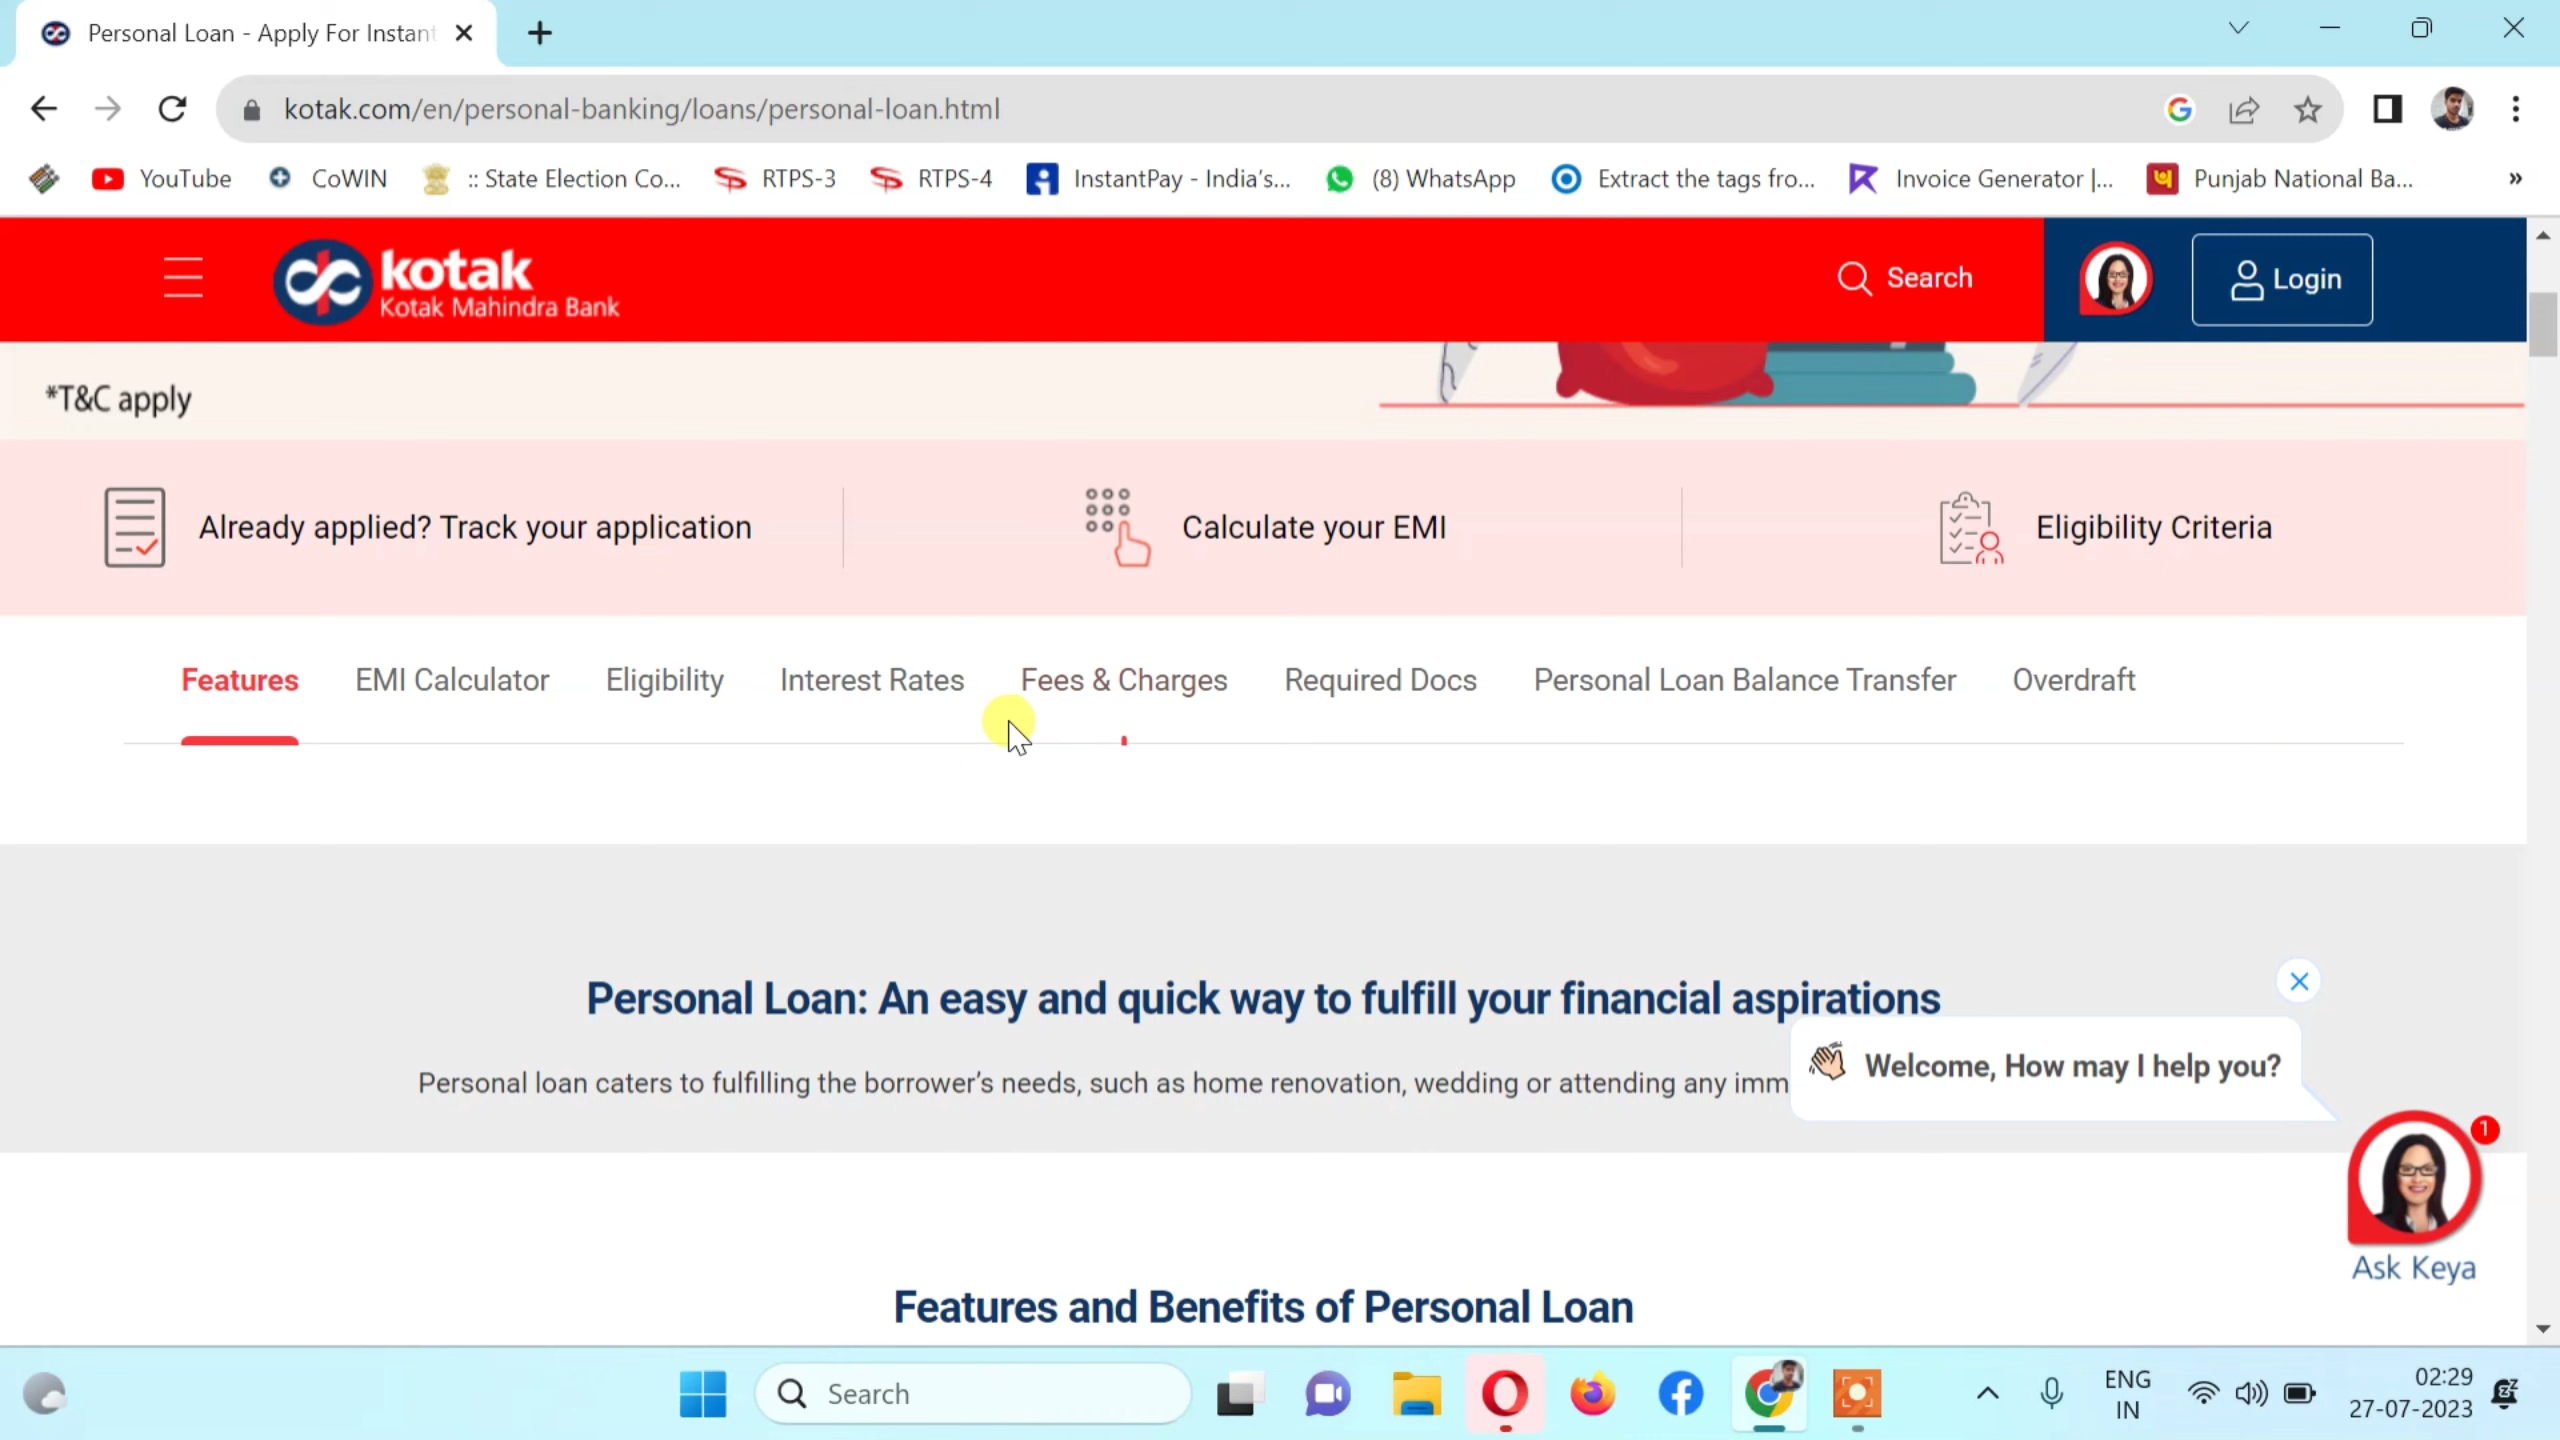 Personal Loan - Apply For Instant
kotak.com/en/personal-banking/loans/personal-loan.html
YouTube
CoWIN
:: State Election Co...
RTPS-3
RTPS-4
InstantPay - India's...
(8) WhatsApp
Extract the tags fro...
Invoice Generator |...
Punjab National Ba...
»
kotak
Kotak Mahindra Bank
Search
Login
*T&C apply
Already applied? Track your application
Calculate your EMI
Eligibility Criteria
Features
EMI Calculator
Eligibility
Interest Rates
Fees & Charges
Required Docs
Personal Loan Balance Transfer
Overdraft
Personal Loan: An easy and quick way to fulfill your financial aspirations
Personal loan caters to fulfilling the borrower's needs, such as home renovation, wedding or attending any imm
Welcome, How may I help you?
1
Ask Keya
Features and Benefits of Personal Loan
Search
ENG
IN
02:29
27-07-2023